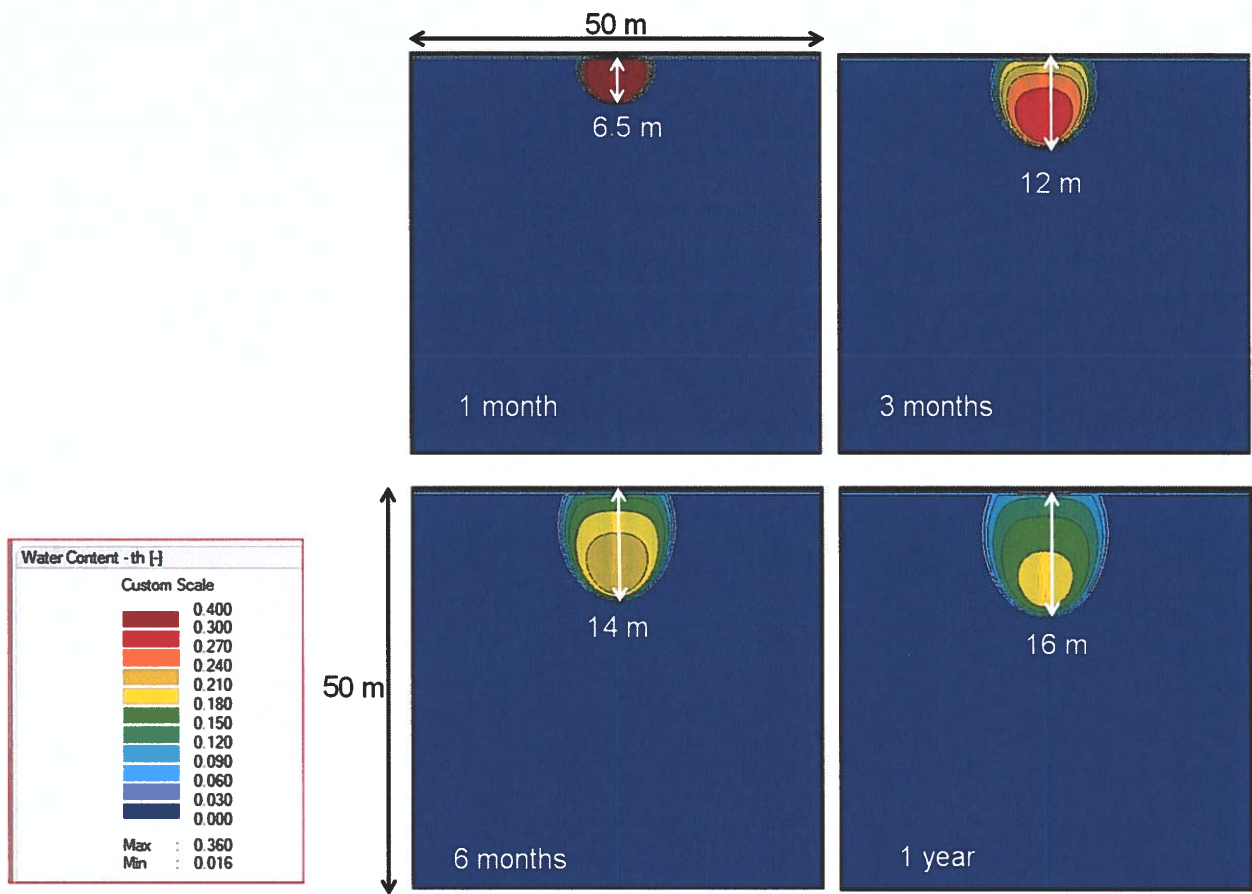 50 m
6.5 m
12 m
1 month
3 months
Water Content - th [-]
Custom Scale
0.400
0.300
0.270
0.240
0.210
0.180
0.150
0.120
0.090
0.060
0.030
0.000
Max : 0.360
Min : 0.016
50 m
14 m
16 m
6 months
1 year